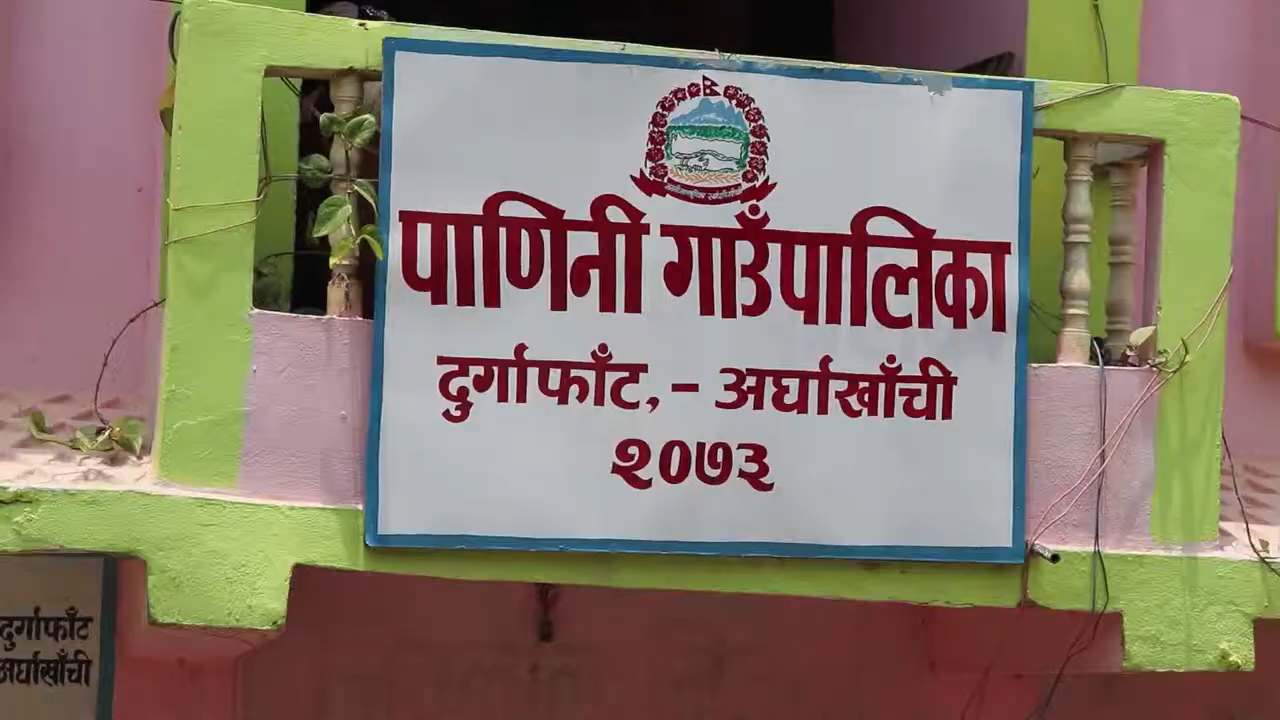 पाणिनी गाउँपालिका
दुर्गाफाँट, - अर्घाखाँची
२०७३
दुर्गाफाँट
अर्घाखाँची